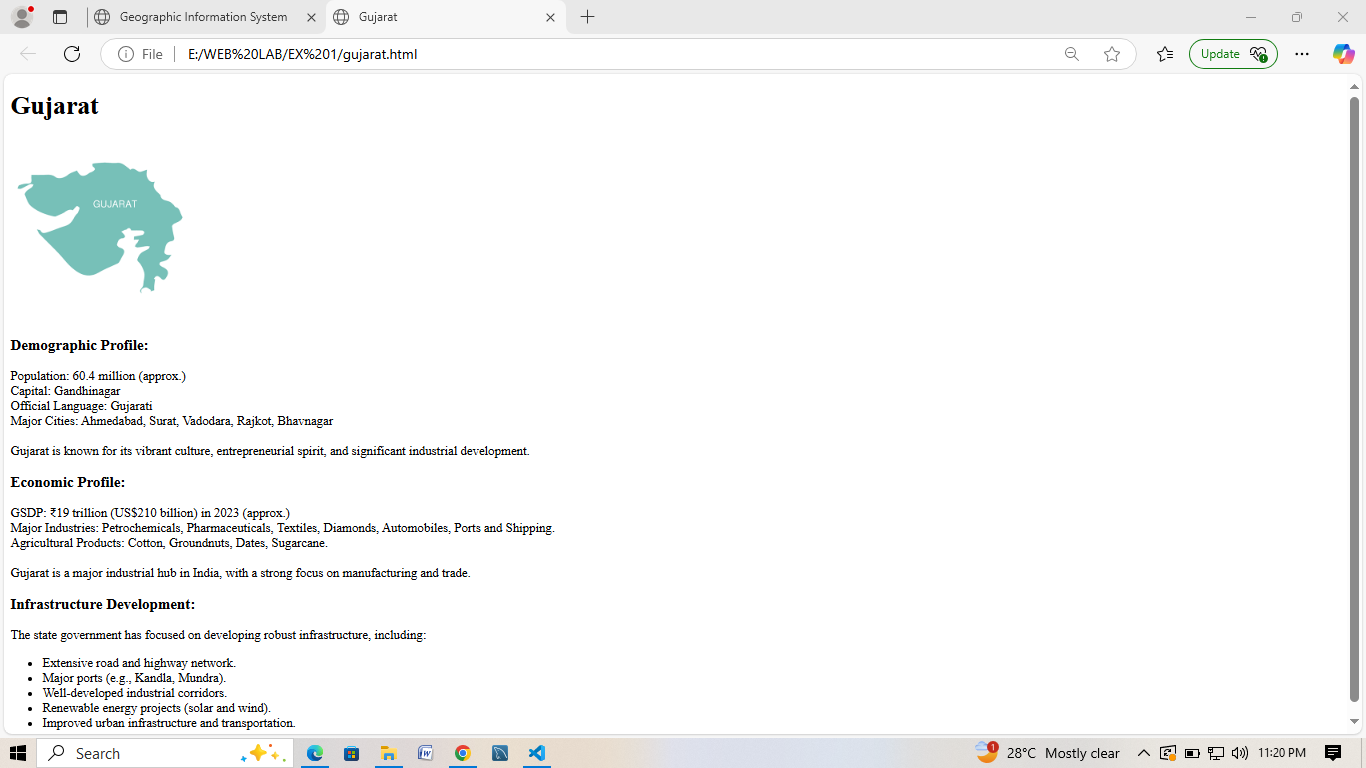 Geographic Information System
Gujarat
File
E:/WEB%20LAB/EX%201/gujarat.html
Update
Gujarat
GUJARAT
Demographic Profile:
Population: 60.4 million (approx.)
Capital: Gandhinagar
Official Language: Gujarati
Major Cities: Ahmedabad, Surat, Vadodara, Rajkot, Bhavnagar
Gujarat is known for its vibrant culture, entrepreneurial spirit, and significant industrial development.
Economic Profile:
GSDP: ₹19 trillion (US$210 billion) in 2023 (approx.)
Major Industries: Petrochemicals, Pharmaceuticals, Textiles, Diamonds, Automobiles, Ports and Shipping.
Agricultural Products: Cotton, Groundnuts, Dates, Sugarcane.
Gujarat is a major industrial hub in India, with a strong focus on manufacturing and trade.
Infrastructure Development:
The state government has focused on developing robust infrastructure, including:
• Extensive road and highway network.
• Major ports (e.g., Kandla, Mundra).
• Well-developed industrial corridors.
• Renewable energy projects (solar and wind).
• Improved urban infrastructure and transportation.
Search
1
28°C Mostly clear
11:20 PM